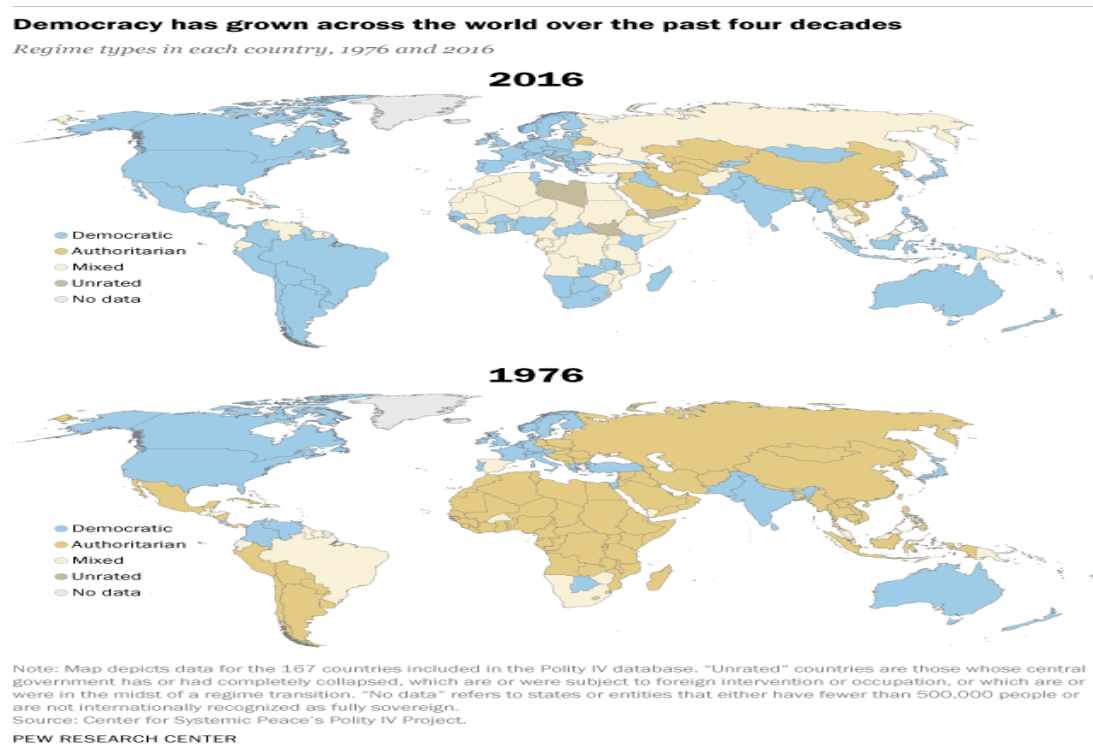 Democracy has grown across the world over the past four decades
Regime types in each country, 1976 and 2016
2016
Democratic
Authoritarian
Mixed
Unrated
No data
1976
Democratic
Authoritarian
Mixed
Unrated
No data
Note: Map depicts data for the 167 countries included in the Polity IV database. “Unrated” countries are those whose central
government has or had completely collapsed, which are or were subject to foreign intervention or occupation, or which are or
were in the midst of a regime transition. “No data” refers to states or entities that either have fewer than 500,000 people or
are not internationally recognized as fully sovereign.
Source: Center for Systemic Peace’s Polity IV Project.
PEW RESEARCH CENTER